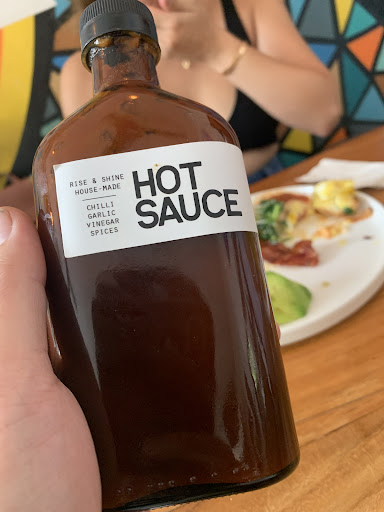 RISE & SHINE
HOUSE-MADE
CHILLI
GARLIC
VINEGAR
SPICES
HOT
SAUCE